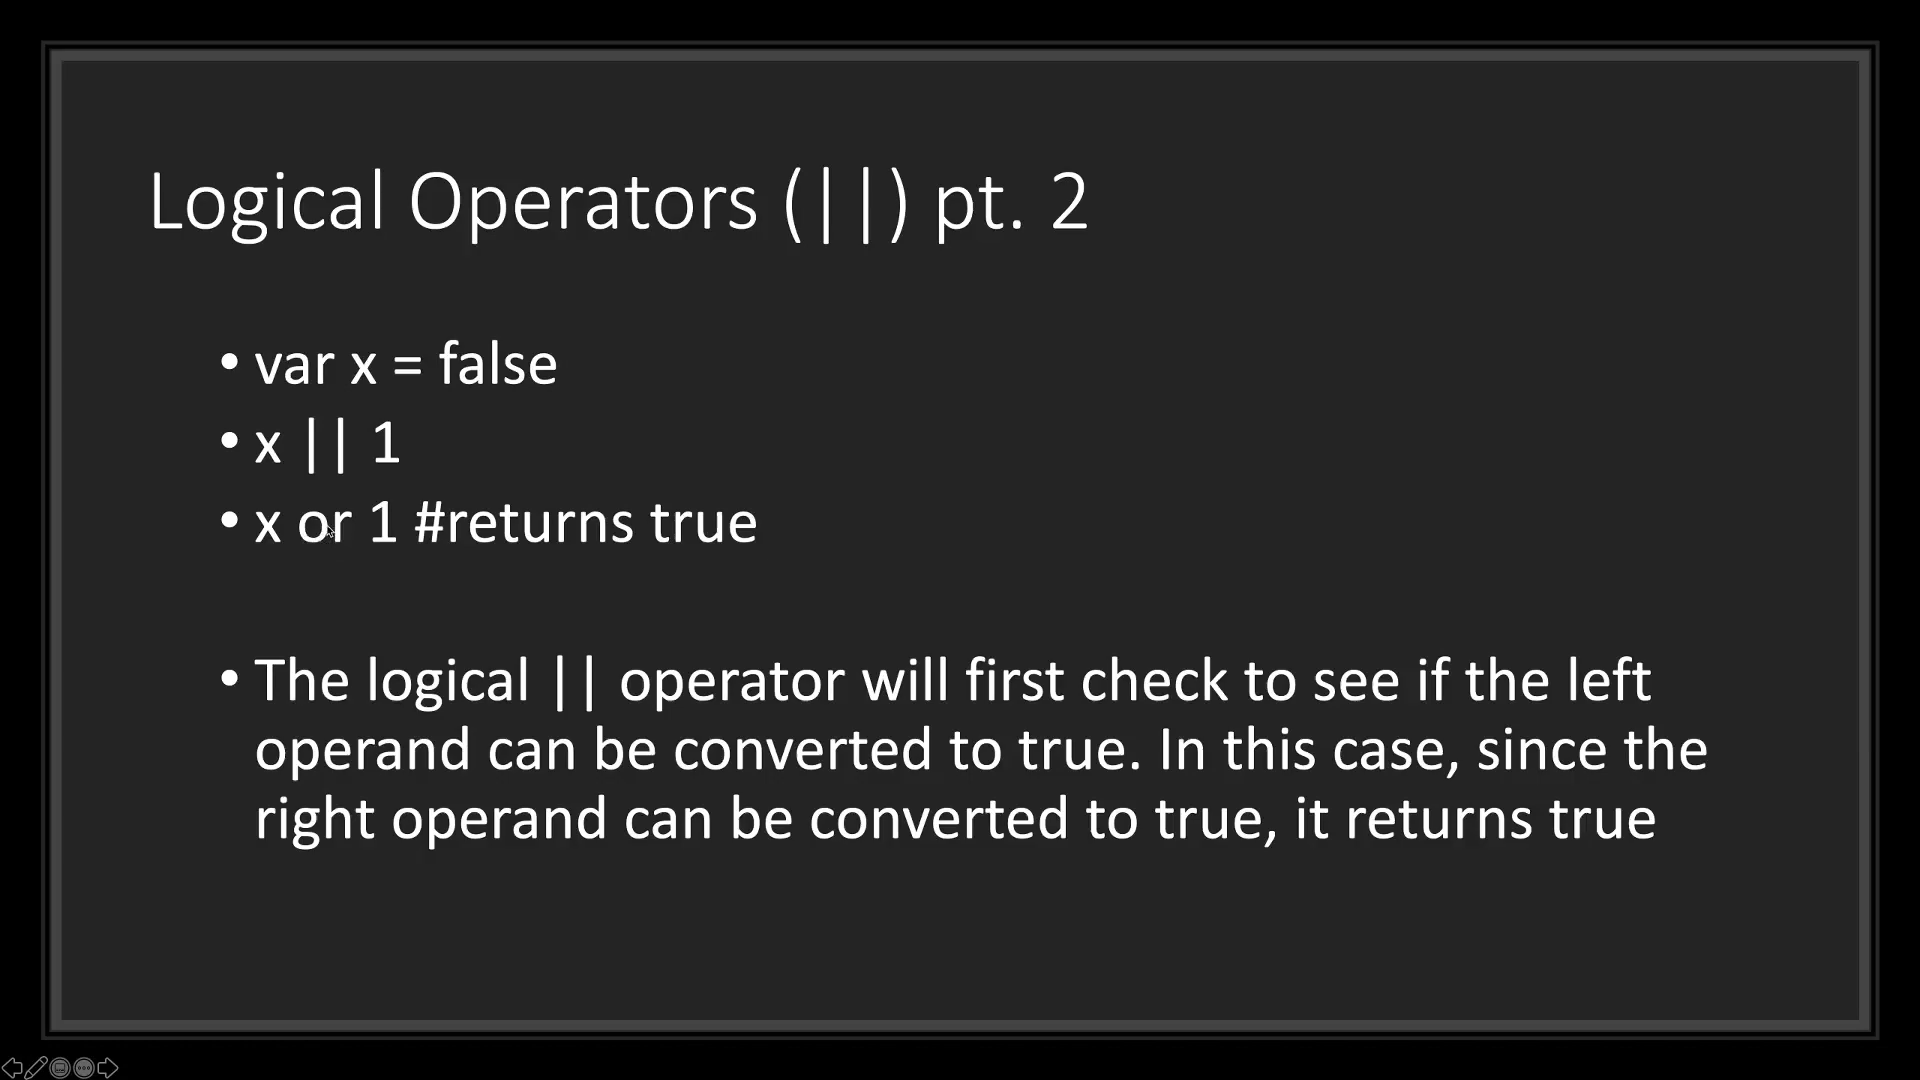 Logical Operators (||) pt. 2
• var x = false
• x || 1
• x or 1 #returns true
• The logical || operator will first check to see if the left
operand can be converted to true. In this case, since the
right operand can be converted to true, it returns true